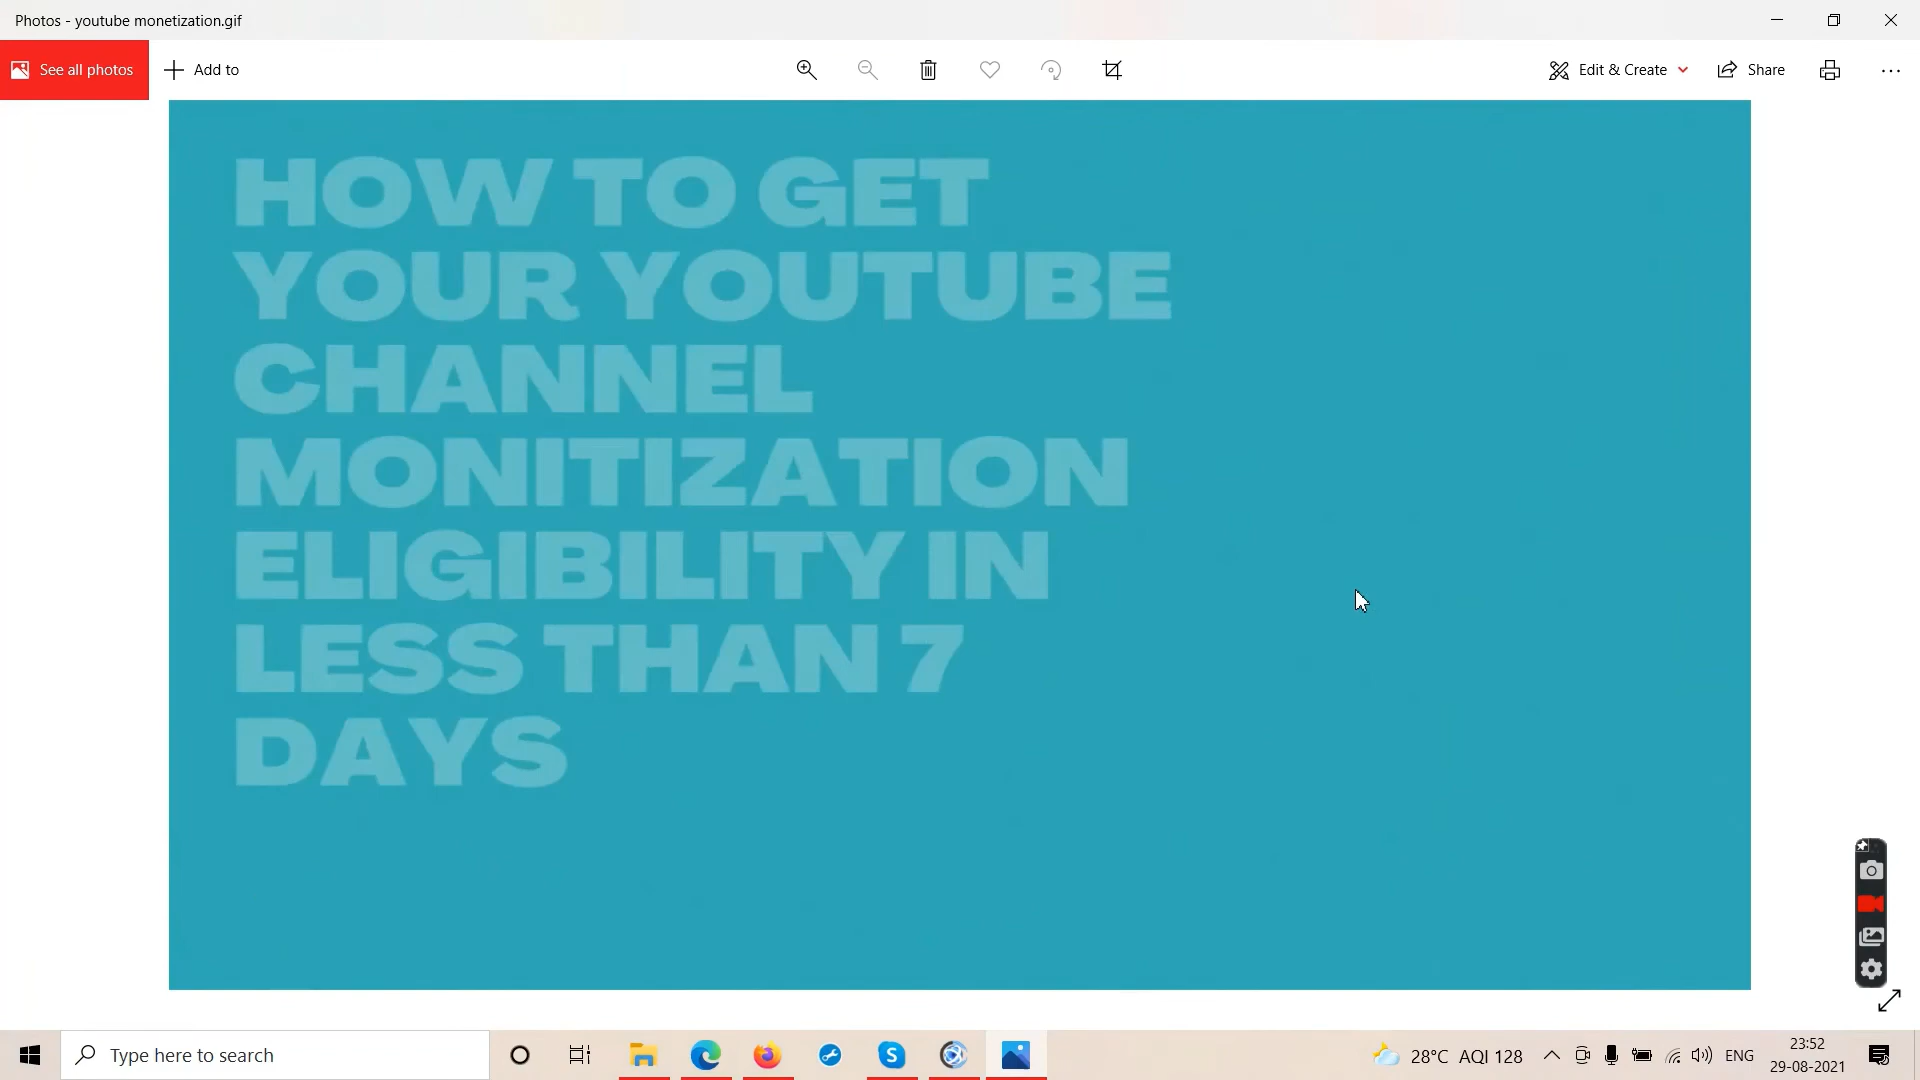 Photos - youtube monetization.gif
See all photos
Add to
Edit & Create
Share
HOW TO GET
YOUR YOUTUBE
CHANNEL
MONITIZATION
ELIGIBILITY IN
LESS THAN 7
DAYS
Type here to search
28°C AQI 128
ENG
23:52
29-08-2021